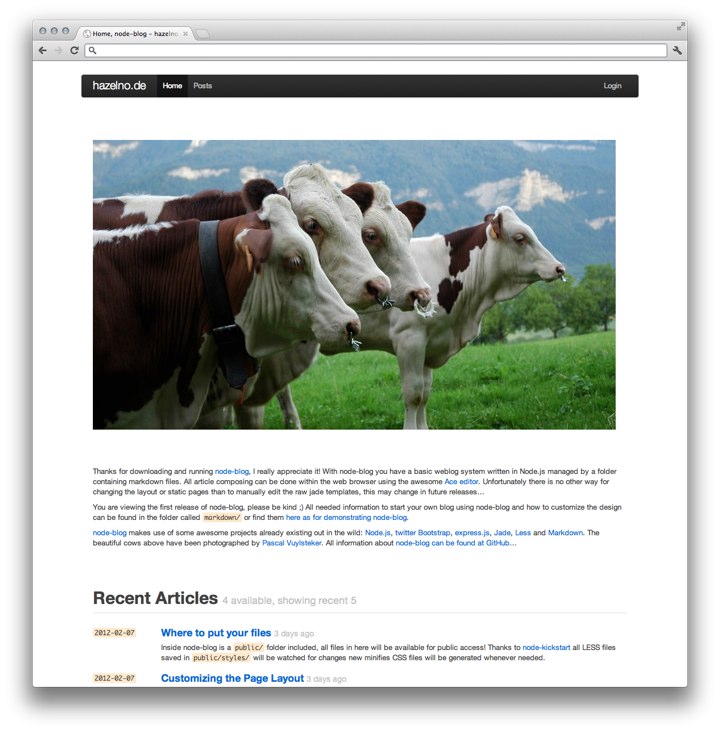 Home, node-blog – hazelno
hazelno.de Home Posts Login
Thanks for downloading and running node-blog, I really appreciate it! With node-blog you have a basic weblog system written in Node.js managed by a folder
containing markdown files. All article composing can be done within the web browser using the awesome Ace editor. Unfortunately there is no other way for
changing the layout or static pages than to manually edit the raw jade templates, this may change in future releases…
You are viewing the first release of node-blog, please be kind ;) All needed information to start your own blog using node-blog and how to customize the design
can be found in the folder called markdown/ or find them here as for demonstrating node-blog.
node-blog makes use of some awesome projects already existing out in the wild: Node.js, twitter Bootstrap, express.js, Jade, Less and Markdown. The
beautiful cows above have been photographed by Pascal Vuylsteker. All information about node-blog can be found at GitHub…
Recent Articles 4 available, showing recent 5
2012-02-07 Where to put your files 3 days ago
Inside node-blog is a public/ folder included, all files in here will be available for public access! Thanks to node-kickstart all LESS files
saved in public/styles/ will be watched for changes new minifies CSS files will be generated whenever needed.
2012-02-07 Customizing the Page Layout 3 days ago